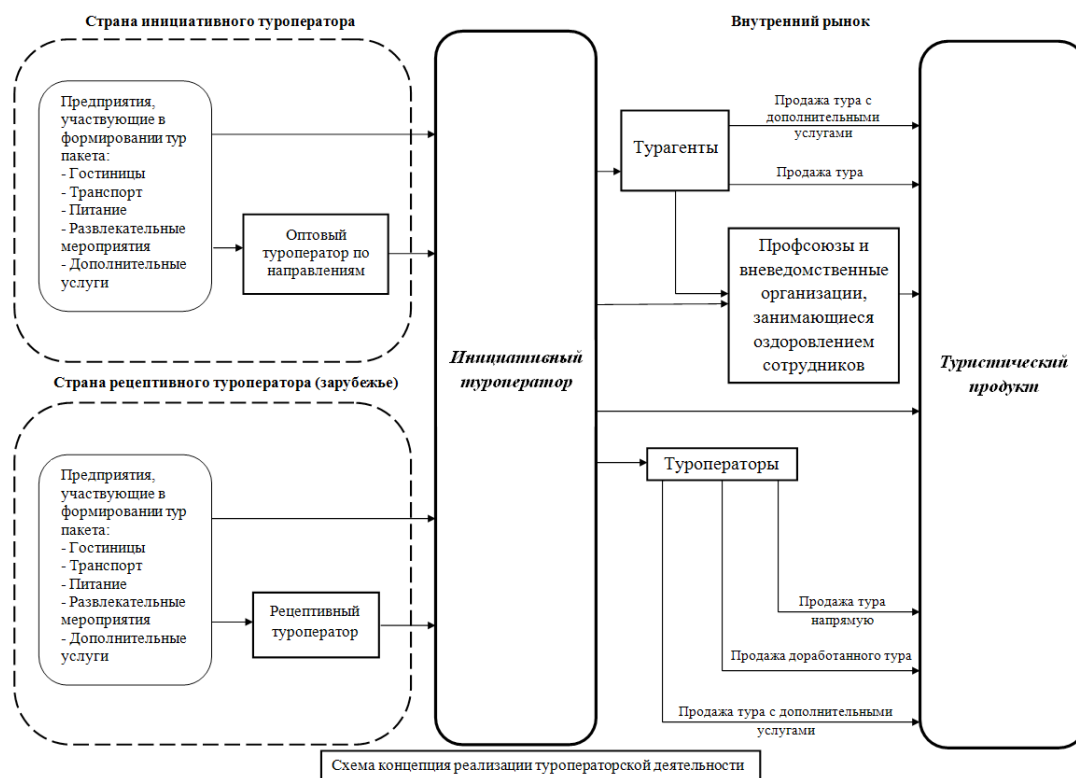 Страна инициативного туроператора
Предприятия,
участвующие в
формировании тур
пакета:
- Гостиницы
- Транспорт
- Питание
- Развлекательные
мероприятия
- Дополнительные
услуги
Оптовый
туроператор по
направлениям
Страна рецептивного туроператора (зарубежье)
Предприятия,
участвующие в
формировании тур
пакета:
- Гостиницы
- Транспорт
- Питание
- Развлекательные
мероприятия
- Дополнительные
услуги
Рецептивный
туроператор
Инициативный
туроператор
Внутренний рынок
Турагенты
Продажа тура с
дополнительными
услугами
Продажа тура
Профсоюзы и
вневедомственные
организации,
занимающиеся
оздоровлением
сотрудников
Туроператоры
Продажа тура
напрямую
Продажа доработанного тура
Продажа тура с дополнительными
услугами
Туристический
продукт
Схема концепция реализации туроператорской деятельности